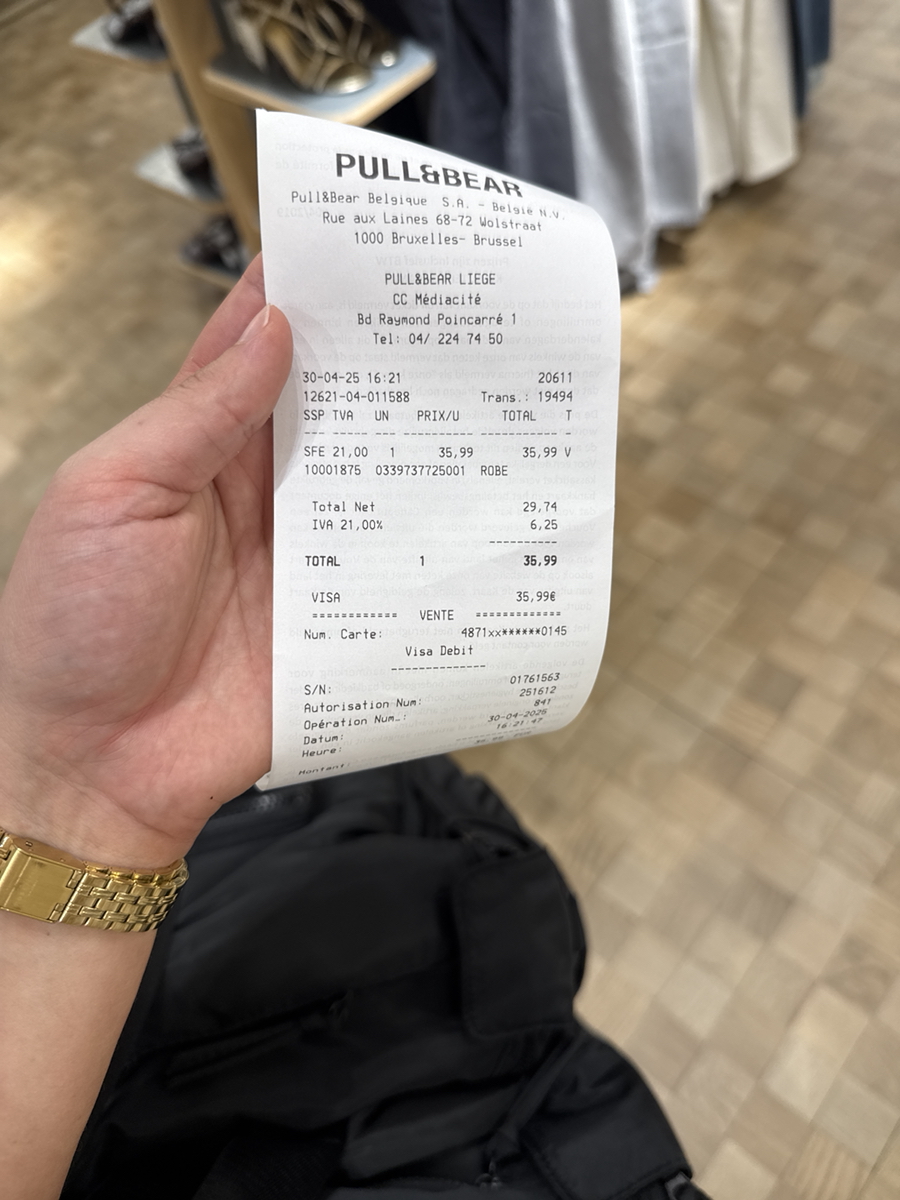 PULL&BEAR
Pull&Bear Belgique S.A. - België N.V.
Rue aux Laines 68-72 Wolstraat
1000 Bruxelles- Brussel
PULL&BEAR LIEGE
CC Médiacité
Bd Raymond Poincarré 1
Tel: 04/ 224 74 50
30-04-25 16:21 20611
12621-04-011588 Trans.: 19494
SSP TVA UN PRIX/U TOTAL T
--- ---- --- ---------- ----------- -
SFE 21,00 1 35,99 35,99 V
10001875 0339737725001 ROBE
Total Net 29,74
IVA 21,00% 6,25
----------
TOTAL 1 35,99
VISA 35,99€
============ VENTE ============
Num. Carte: 4871xx******0145
Visa Debit
--------------
S/N: 01761563
Autorisation Num: 251612
Opération Num.: 841
Datum: 30-04-2025
Heure: 16:21:47
Montant: